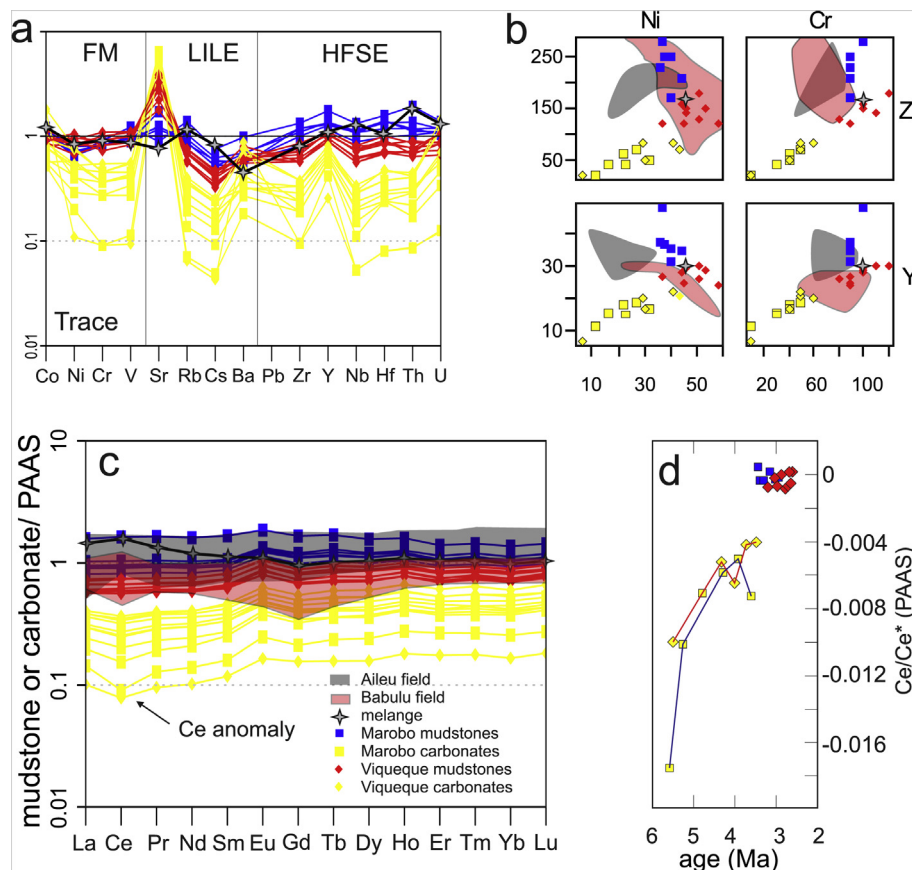 a
FM LILE HFSE
1
0.1
0.01
Trace
Co Ni Cr V Sr Rb Cs Ba Pb Zr Y Nb Hf Th U
b
Ni Cr
250
150
50
Z
30
10
Y
10 30 50
20 60 100
mudstone or carbonate/ PAAS
c
10
1
0.1
0.01
Ce anomaly
Aileu field
Babulu field
melange
Marobo mudstones
Marobo carbonates
Viqueque mudstones
Viqueque carbonates
La Ce Pr Nd Sm Eu Gd Tb Dy Ho Er Tm Yb Lu
d
0
-0.004
-0.008
-0.012
-0.016
Ce/Ce* (PAAS)
6 5 4 3 2
age (Ma)